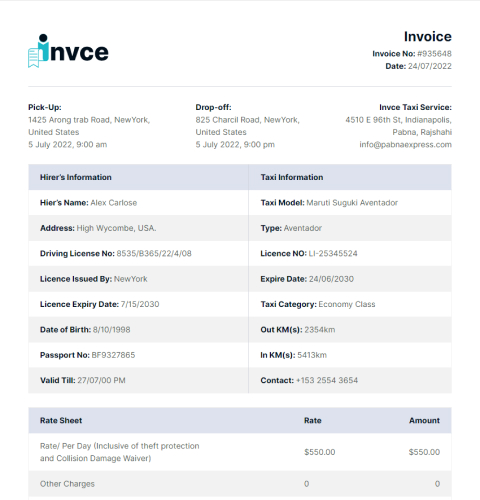 invce
Invoice
Invoice No: #935648
Date: 24/07/2022
Pick-Up:
1425 Arong trab Road, NewYork,
United States
5 July 2022, 9:00 am
Drop-off:
825 Charcil Road, NewYork,
United States
5 July 2022, 9:00 pm
Invce Taxi Service:
4510 E 96th St, Indianapolis,
Pabna, Rajshahi
info@pabnaexpress.com
Hirer's Information
Taxi Information
Hier's Name: Alex Carlose
Taxi Model: Maruti Suguki Aventador
Address: High Wycombe, USA.
Type: Aventador
Driving License No: 8535/B365/22/4/08
Licence NO: LI-25345524
Licence Issued By: NewYork
Expire Date: 24/06/2030
Licence Expiry Date: 7/15/2030
Taxi Category: Economy Class
Date of Birth: 8/10/1998
Out KM(s): 2354km
Passport No: BF9327865
In KM(s): 5413km
Valid Till: 27/07/00 PM
Contact: +153 2554 3654
Rate Sheet
Rate
Amount
Rate/ Per Day (Inclusive of theft protection
and Collision Damage Waiver)
$550.00
$550.00
Other Charges
0
0